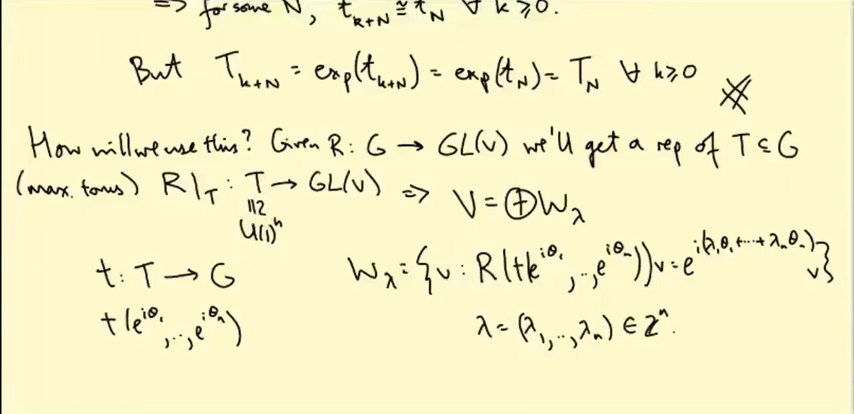 => for some N, t_{k+N} ≅ t_N ∀ k ≥ 0.
But T_{k+N} = exp(t_{k+N}) = exp(t_N) = T_N ∀ k ≥ 0 ※
How will we use this? Given R: G → GL(V) we'll get a rep of T ⊆ G
(max. torus) R|_T : T → GL(V) => V = ⊕ W_λ
≅
U(1)^n
t: T → G W_λ = { v : R(t(e^{iθ_1}, ..., e^{iθ_n})) v = e^{i(λ_1θ_1 + ... + λ_nθ_n)} v }
t(e^{iθ_1}, ..., e^{iθ_n}) λ = (λ_1, ..., λ_n) ∈ Z^n.